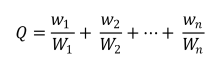 Q = w₁/W₁ + w₂/W₂ + ⋯ + wₙ/Wₙ